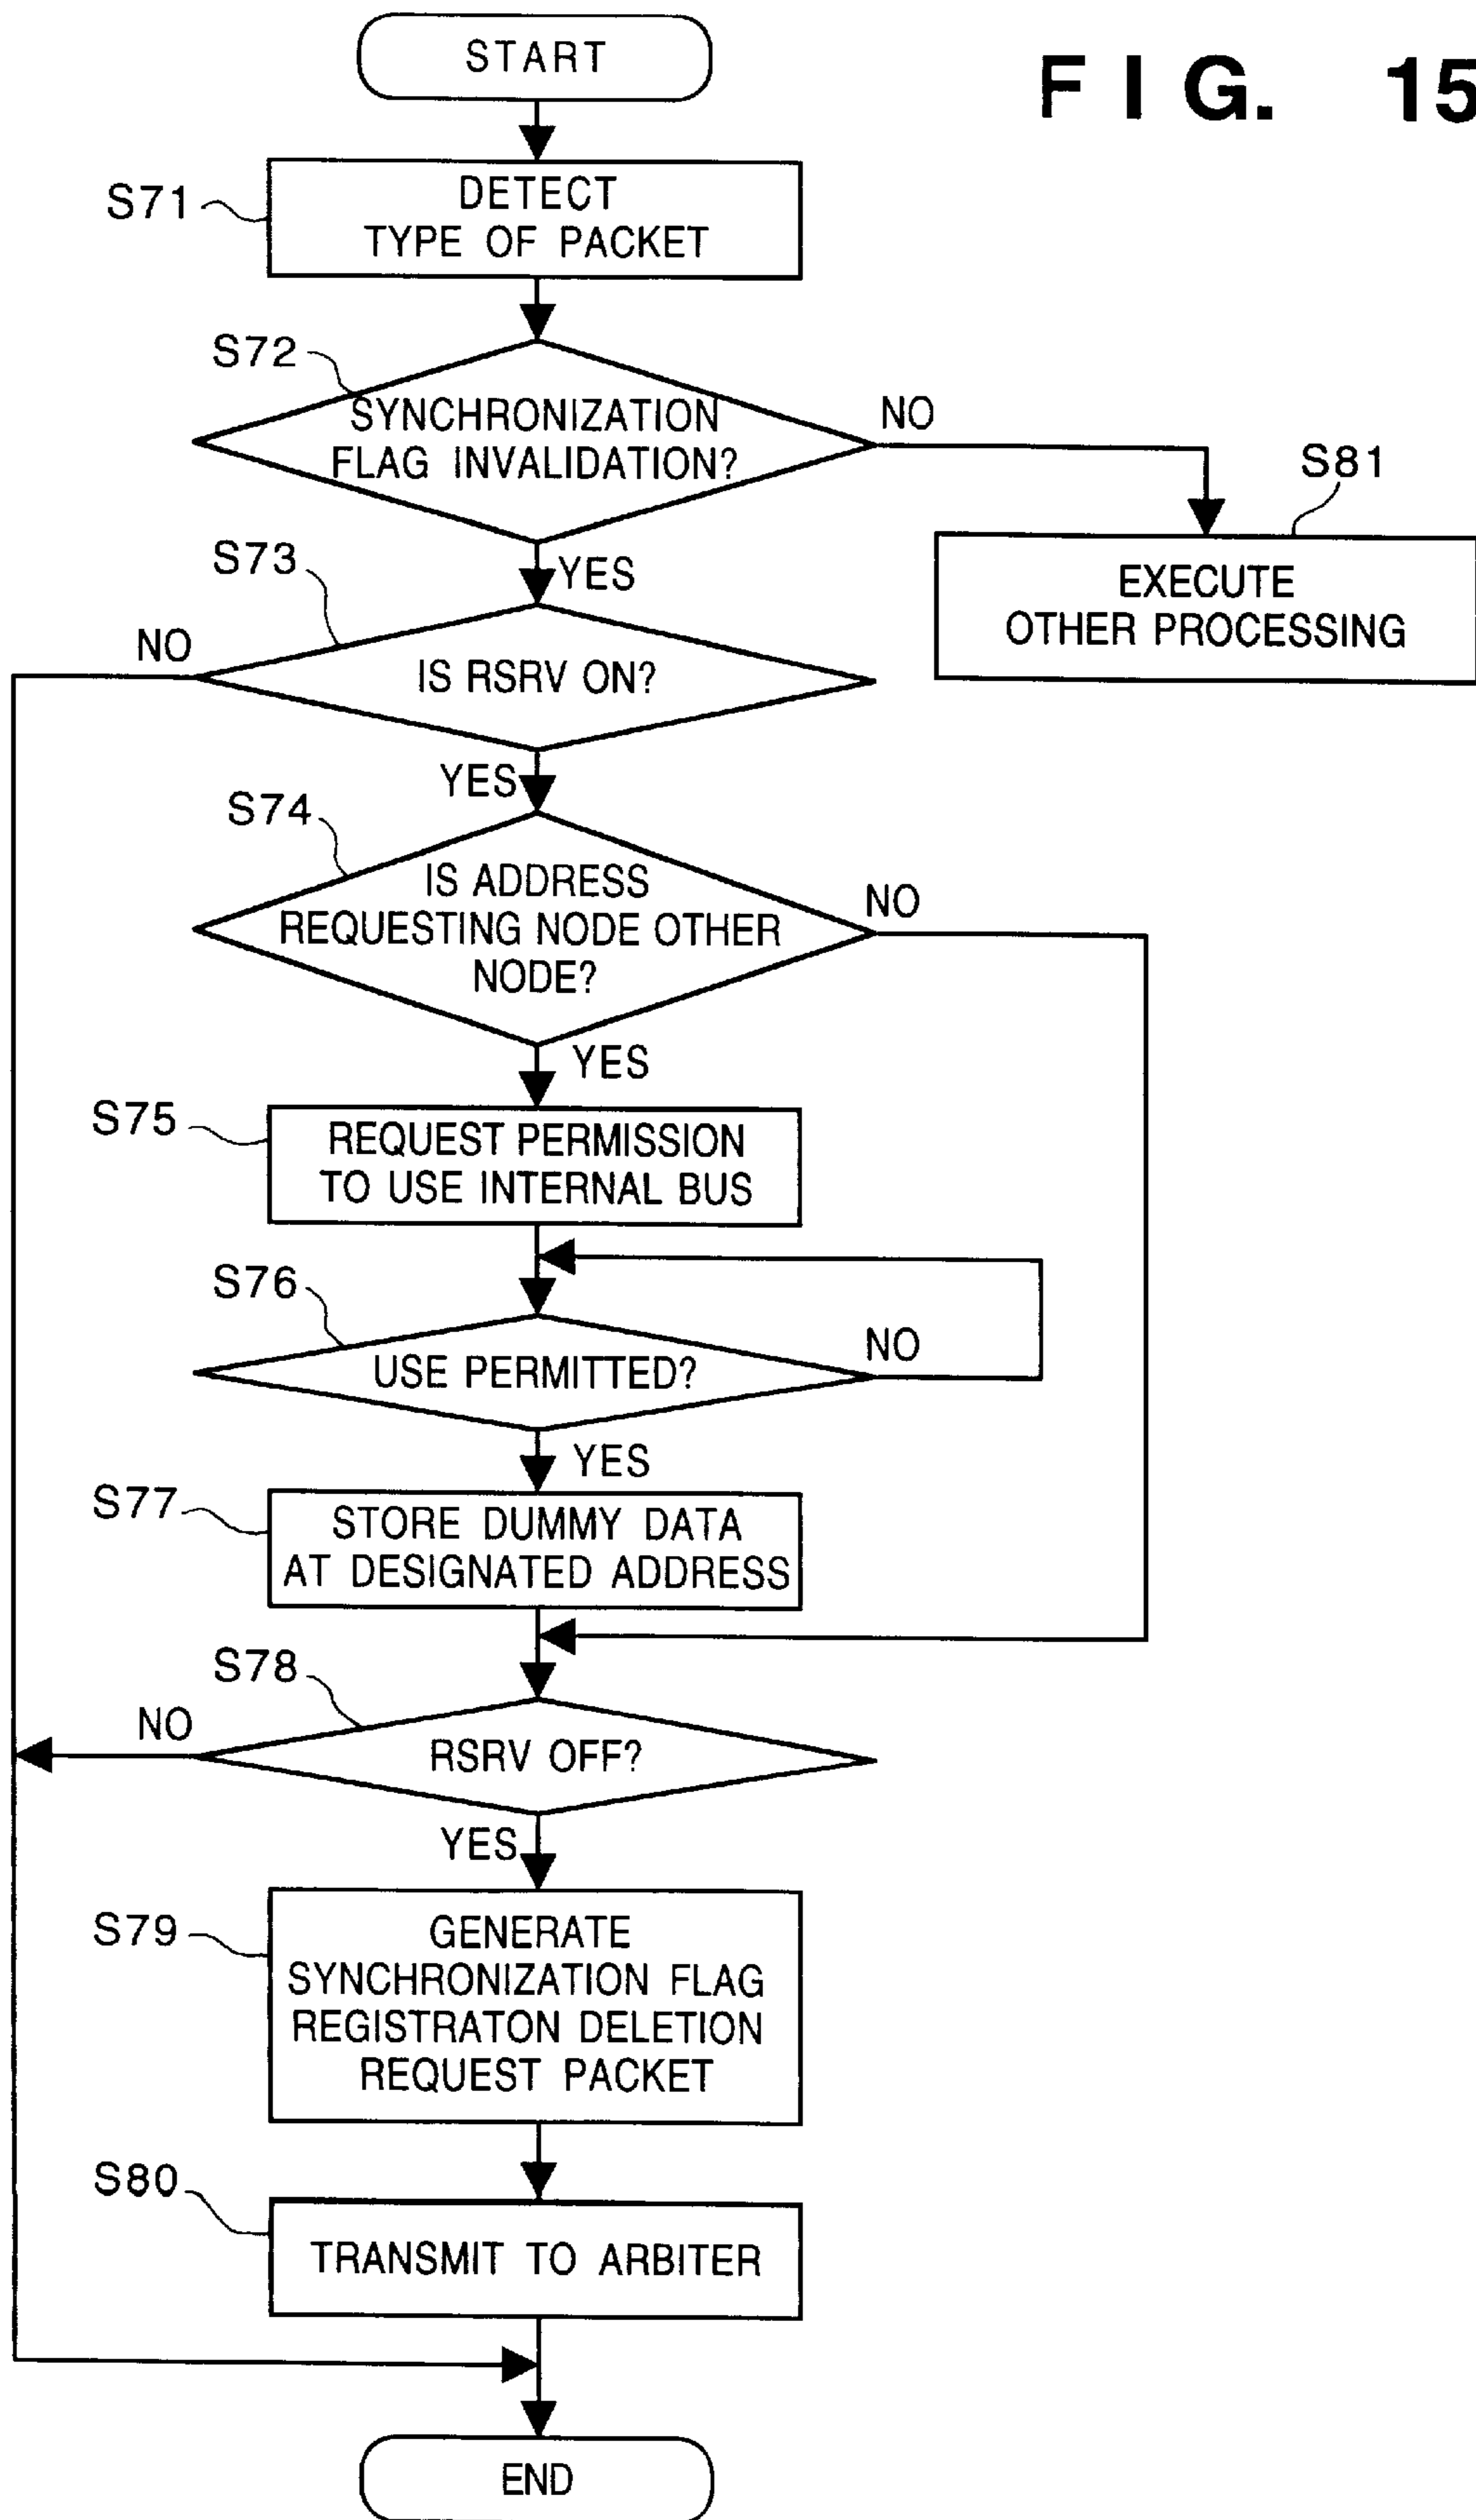 START
FIG. 15
S71
DETECT
TYPE OF PACKET
S72
SYNCHRONIZATION
FLAG INVALIDATION?
NO
S81
EXECUTE
OTHER PROCESSING
YES
S73
NO
IS RSRV ON?
YES
S74
IS ADDRESS
REQUESTING NODE OTHER
NODE?
NO
YES
S75
REQUEST PERMISSION
TO USE INTERNAL BUS
S76
USE PERMITTED?
NO
YES
S77
STORE DUMMY DATA
AT DESIGNATED ADDRESS
S78
NO
RSRV OFF?
YES
S79
GENERATE
SYNCHRONIZATION FLAG
REGISTRATON DELETION
REQUEST PACKET
S80
TRANSMIT TO ARBITER
END